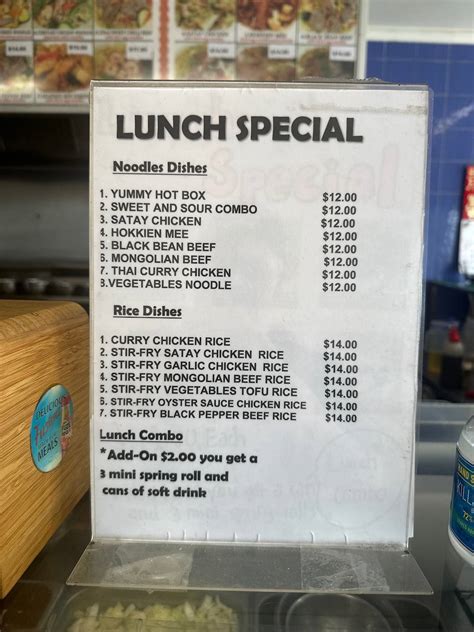 LUNCH SPECIAL
Noodles Dishes
1. YUMMY HOT BOX $12.00
2. SWEET AND SOUR COMBO $12.00
3. SATAY CHICKEN $12.00
4. HOKKIEN MEE $12.00
5. BLACK BEAN BEEF $12.00
6. MONGOLIAN BEEF $12.00
7. THAI CURRY CHICKEN $12.00
8.VEGETABLES NOODLE $12.00
Rice Dishes
1. CURRY CHICKEN RICE $14.00
2. STIR-FRY SATAY CHICKEN RICE $14.00
3. STIR-FRY GARLIC CHICKEN RICE $14.00
4. STIR-FRY MONGOLIAN BEEF RICE $14.00
5. STIR-FRY VEGETABLES TOFU RICE $14.00
6. STIR-FRY OYSTER SAUCE CHICKEN RICE $14.00
7. STIR-FRY BLACK PEPPER BEEF RICE $14.00
Lunch Combo
*Add-On $2.00 you get a
3 mini spring roll and
cans of soft drink
DELICIOUS
MEALS